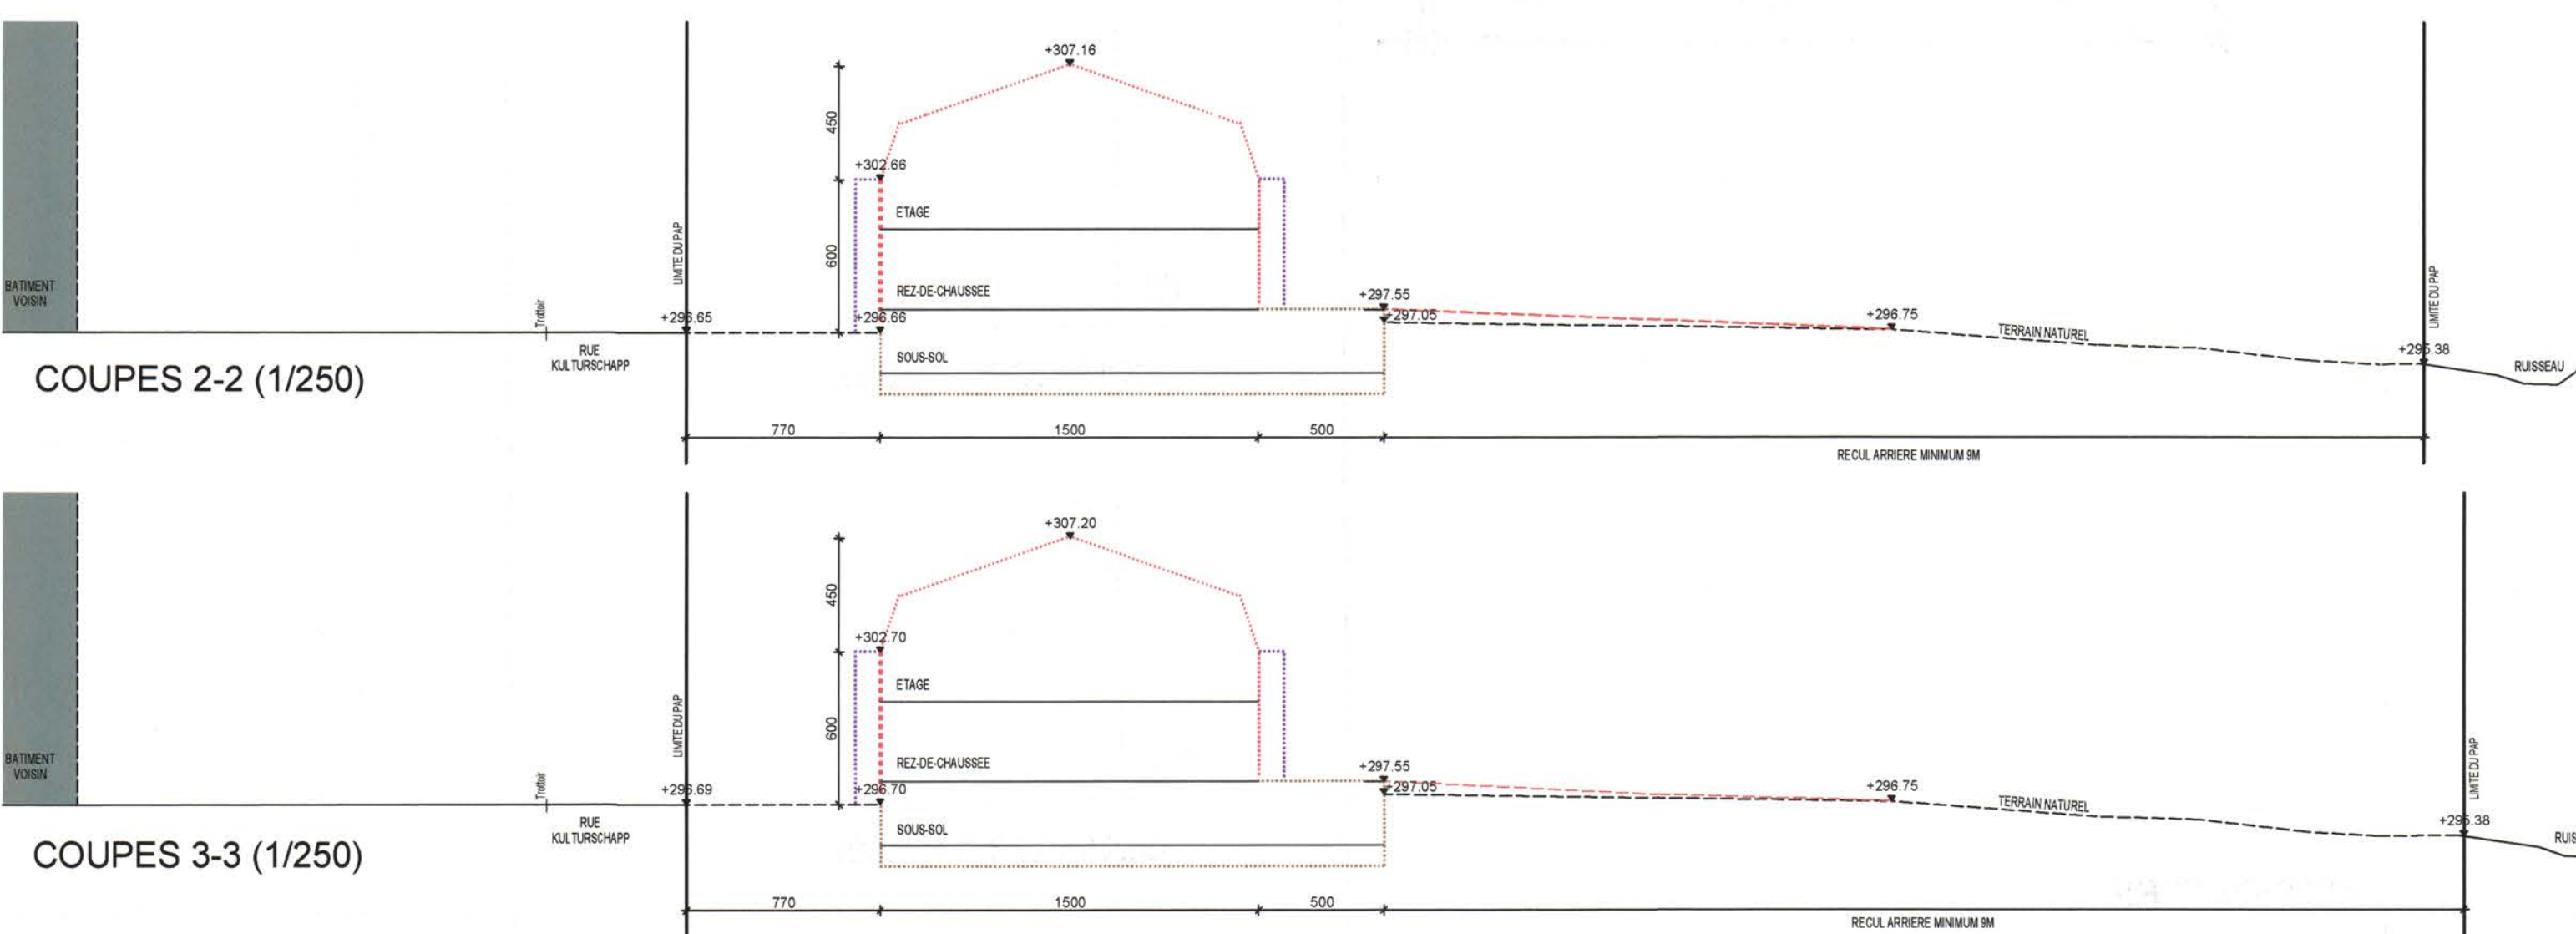 +307.16
450
+302.66
ETAGE
LIMITE DU PAP
600
BATIMENT
VOISIN
REZ-DE-CHAUSSEE
Trottoir
+296.65
+296.66
+297.55
+297.05
+296.75
TERRAIN NATUREL
LIMITE DU PAP
+295.38
RUE
KULTURSCHAPP
SOUS-SOL
RUISSEAU
COUPES 2-2 (1/250)
770
1500
500
RECUL ARRIERE MINIMUM 9M
+307.20
450
+302.70
ETAGE
LIMITE DU PAP
600
BATIMENT
VOISIN
REZ-DE-CHAUSSEE
Trottoir
+296.69
+296.70
+297.55
+297.05
+296.75
TERRAIN NATUREL
LIMITE DU PAP
+295.38
RUE
KULTURSCHAPP
SOUS-SOL
RUIS
COUPES 3-3 (1/250)
770
1500
500
RECUL ARRIERE MINIMUM 9M